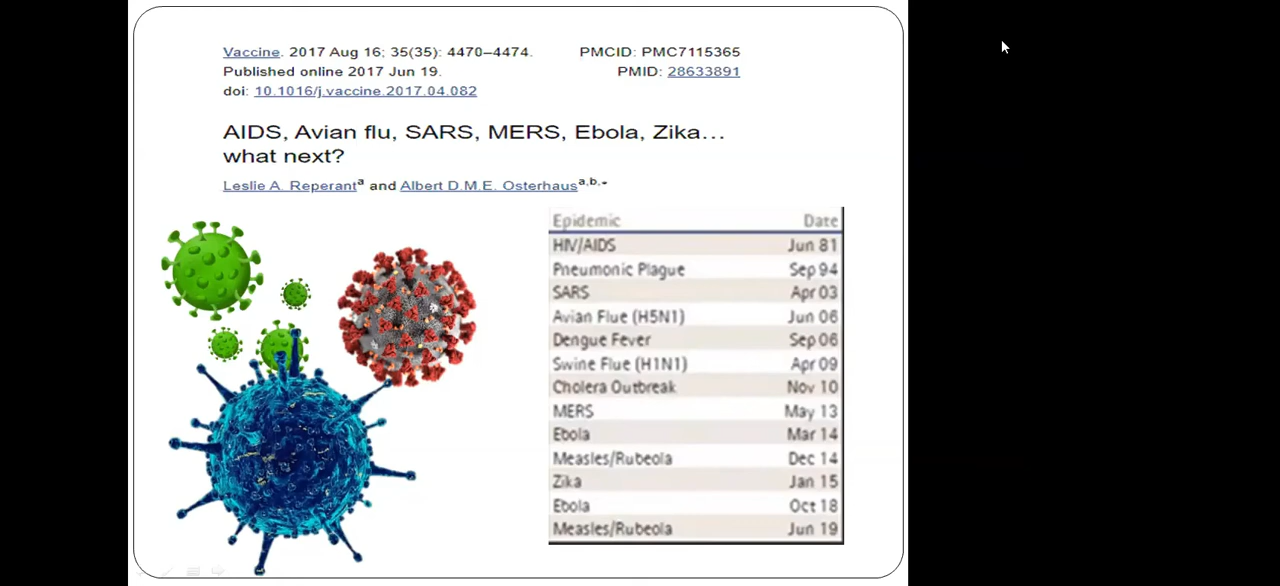 Vaccine. 2017 Aug 16; 35(35): 4470–4474. PMCID: PMC7115365
Published online 2017 Jun 19. PMID: 28633891
doi: 10.1016/j.vaccine.2017.04.082
AIDS, Avian flu, SARS, MERS, Ebola, Zika…
what next?
Leslie A. Reperant a and Albert D.M.E. Osterhaus a,b,⁎
Epidemic Date
HIV/AIDS Jun 81
Pneumonic Plague Sep 94
SARS Apr 03
Avian Flue (H5N1) Jun 06
Dengue Fever Sep 06
Swine Flue (H1N1) Apr 09
Cholera Outbreak Nov 10
MERS May 13
Ebola Mar 14
Measles/Rubeola Dec 14
Zika Jan 15
Ebola Oct 18
Measles/Rubeola Jun 19